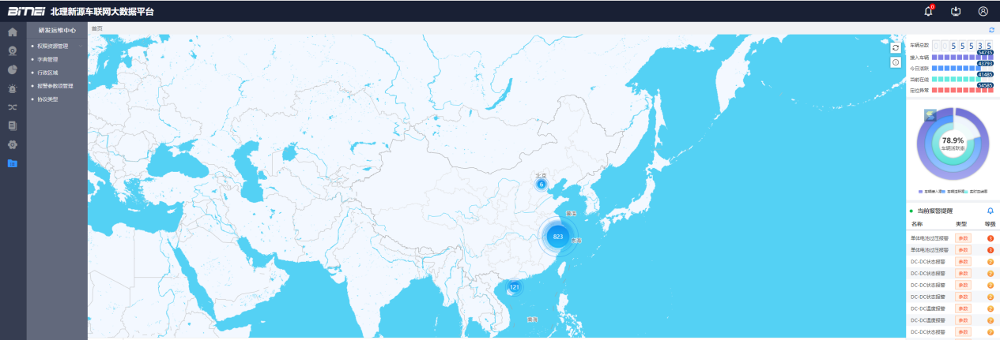 BITNEI 北理新源车联网大数据平台
0
研发运维中心
权限资源管理
字典管理
行政区域
报警参数项管理
协议类型
首页
北京
6
黄海
823
东海
121
南海
车辆总数 0 0 5 5 5 3 5
接入车辆 54735
今日活跃 43793
当前在线 41485
定位异常 54585
78.9%
车辆活跃率
车辆接入率 车辆活跃率 实时在线率
当前报警提醒
名称 类型 等级
单体电池过压报警 参数 3
单体电池过压报警 参数 3
DC-DC状态报警 参数 2
DC-DC状态报警 参数 2
DC-DC状态报警 参数 2
DC-DC状态报警 参数 2
DC-DC温度报警 参数 2
DC-DC温度报警 参数 2
DC-DC状态报警 参数 2